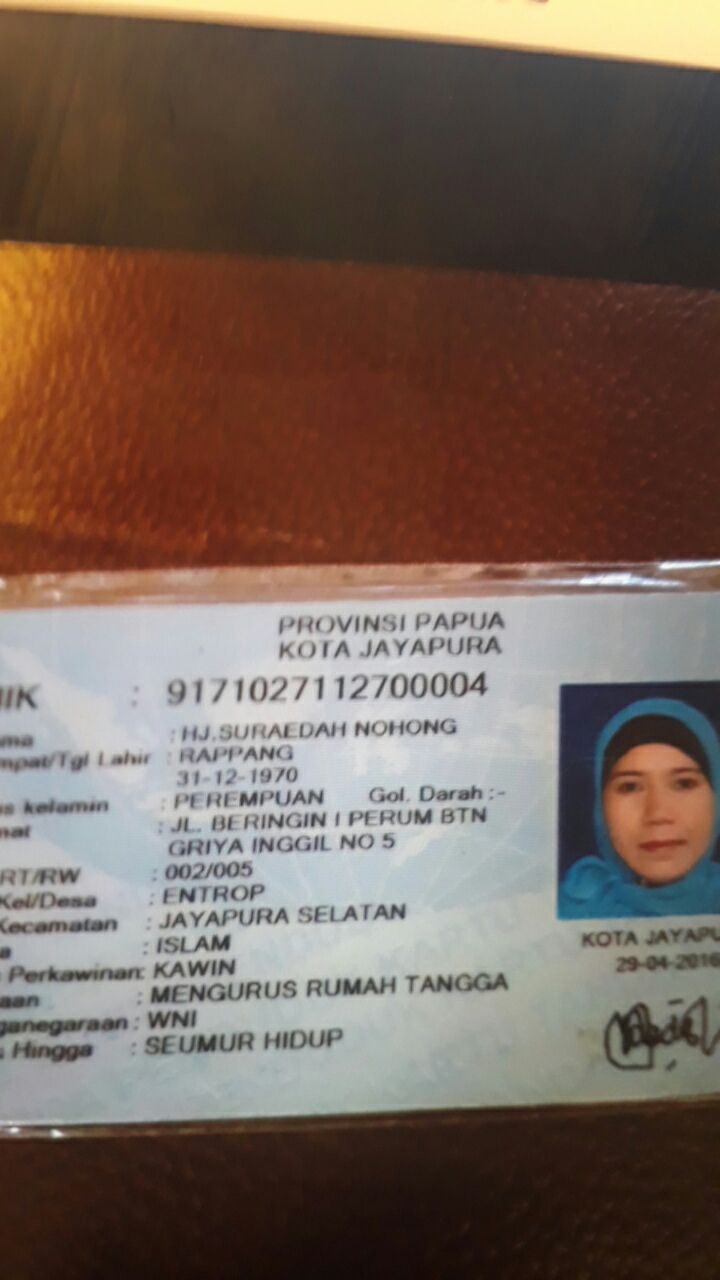 PROVINSI PAPUA
KOTA JAYAPURA
NIK : 9171027112700004
ma : HJ.SURAEDAH NOHONG
mpat/Tgl Lahir : RAPPANG
31-12-1970
is kelamin : PEREMPUAN Gol. Darah :-
mat : JL. BERINGIN I PERUM BTN
GRIYA INGGIL NO 5
RT/RW : 002/005
Kel/Desa : ENTROP
Kecamatan : JAYAPURA SELATAN
a : ISLAM
Perkawinan: KAWIN
aan : MENGURUS RUMAH TANGGA
ganegaraan : WNI
Hingga : SEUMUR HIDUP
KOTA JAYAPU
29-04-2016